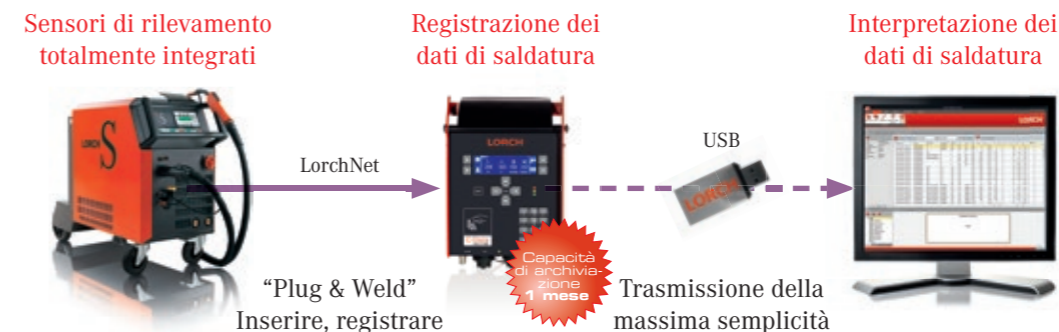 Sensori di rilevamento
totalmente integrati
Registrazione dei
dati di saldatura
Interpretazione dei
dati di saldatura
LORCH
S
LorchNet
LORCH
USB
LORCH
LORCH
Capacità
di archivia-
zione
1 mese
“Plug & Weld”
Inserire, registrare
Trasmissione della
massima semplicità